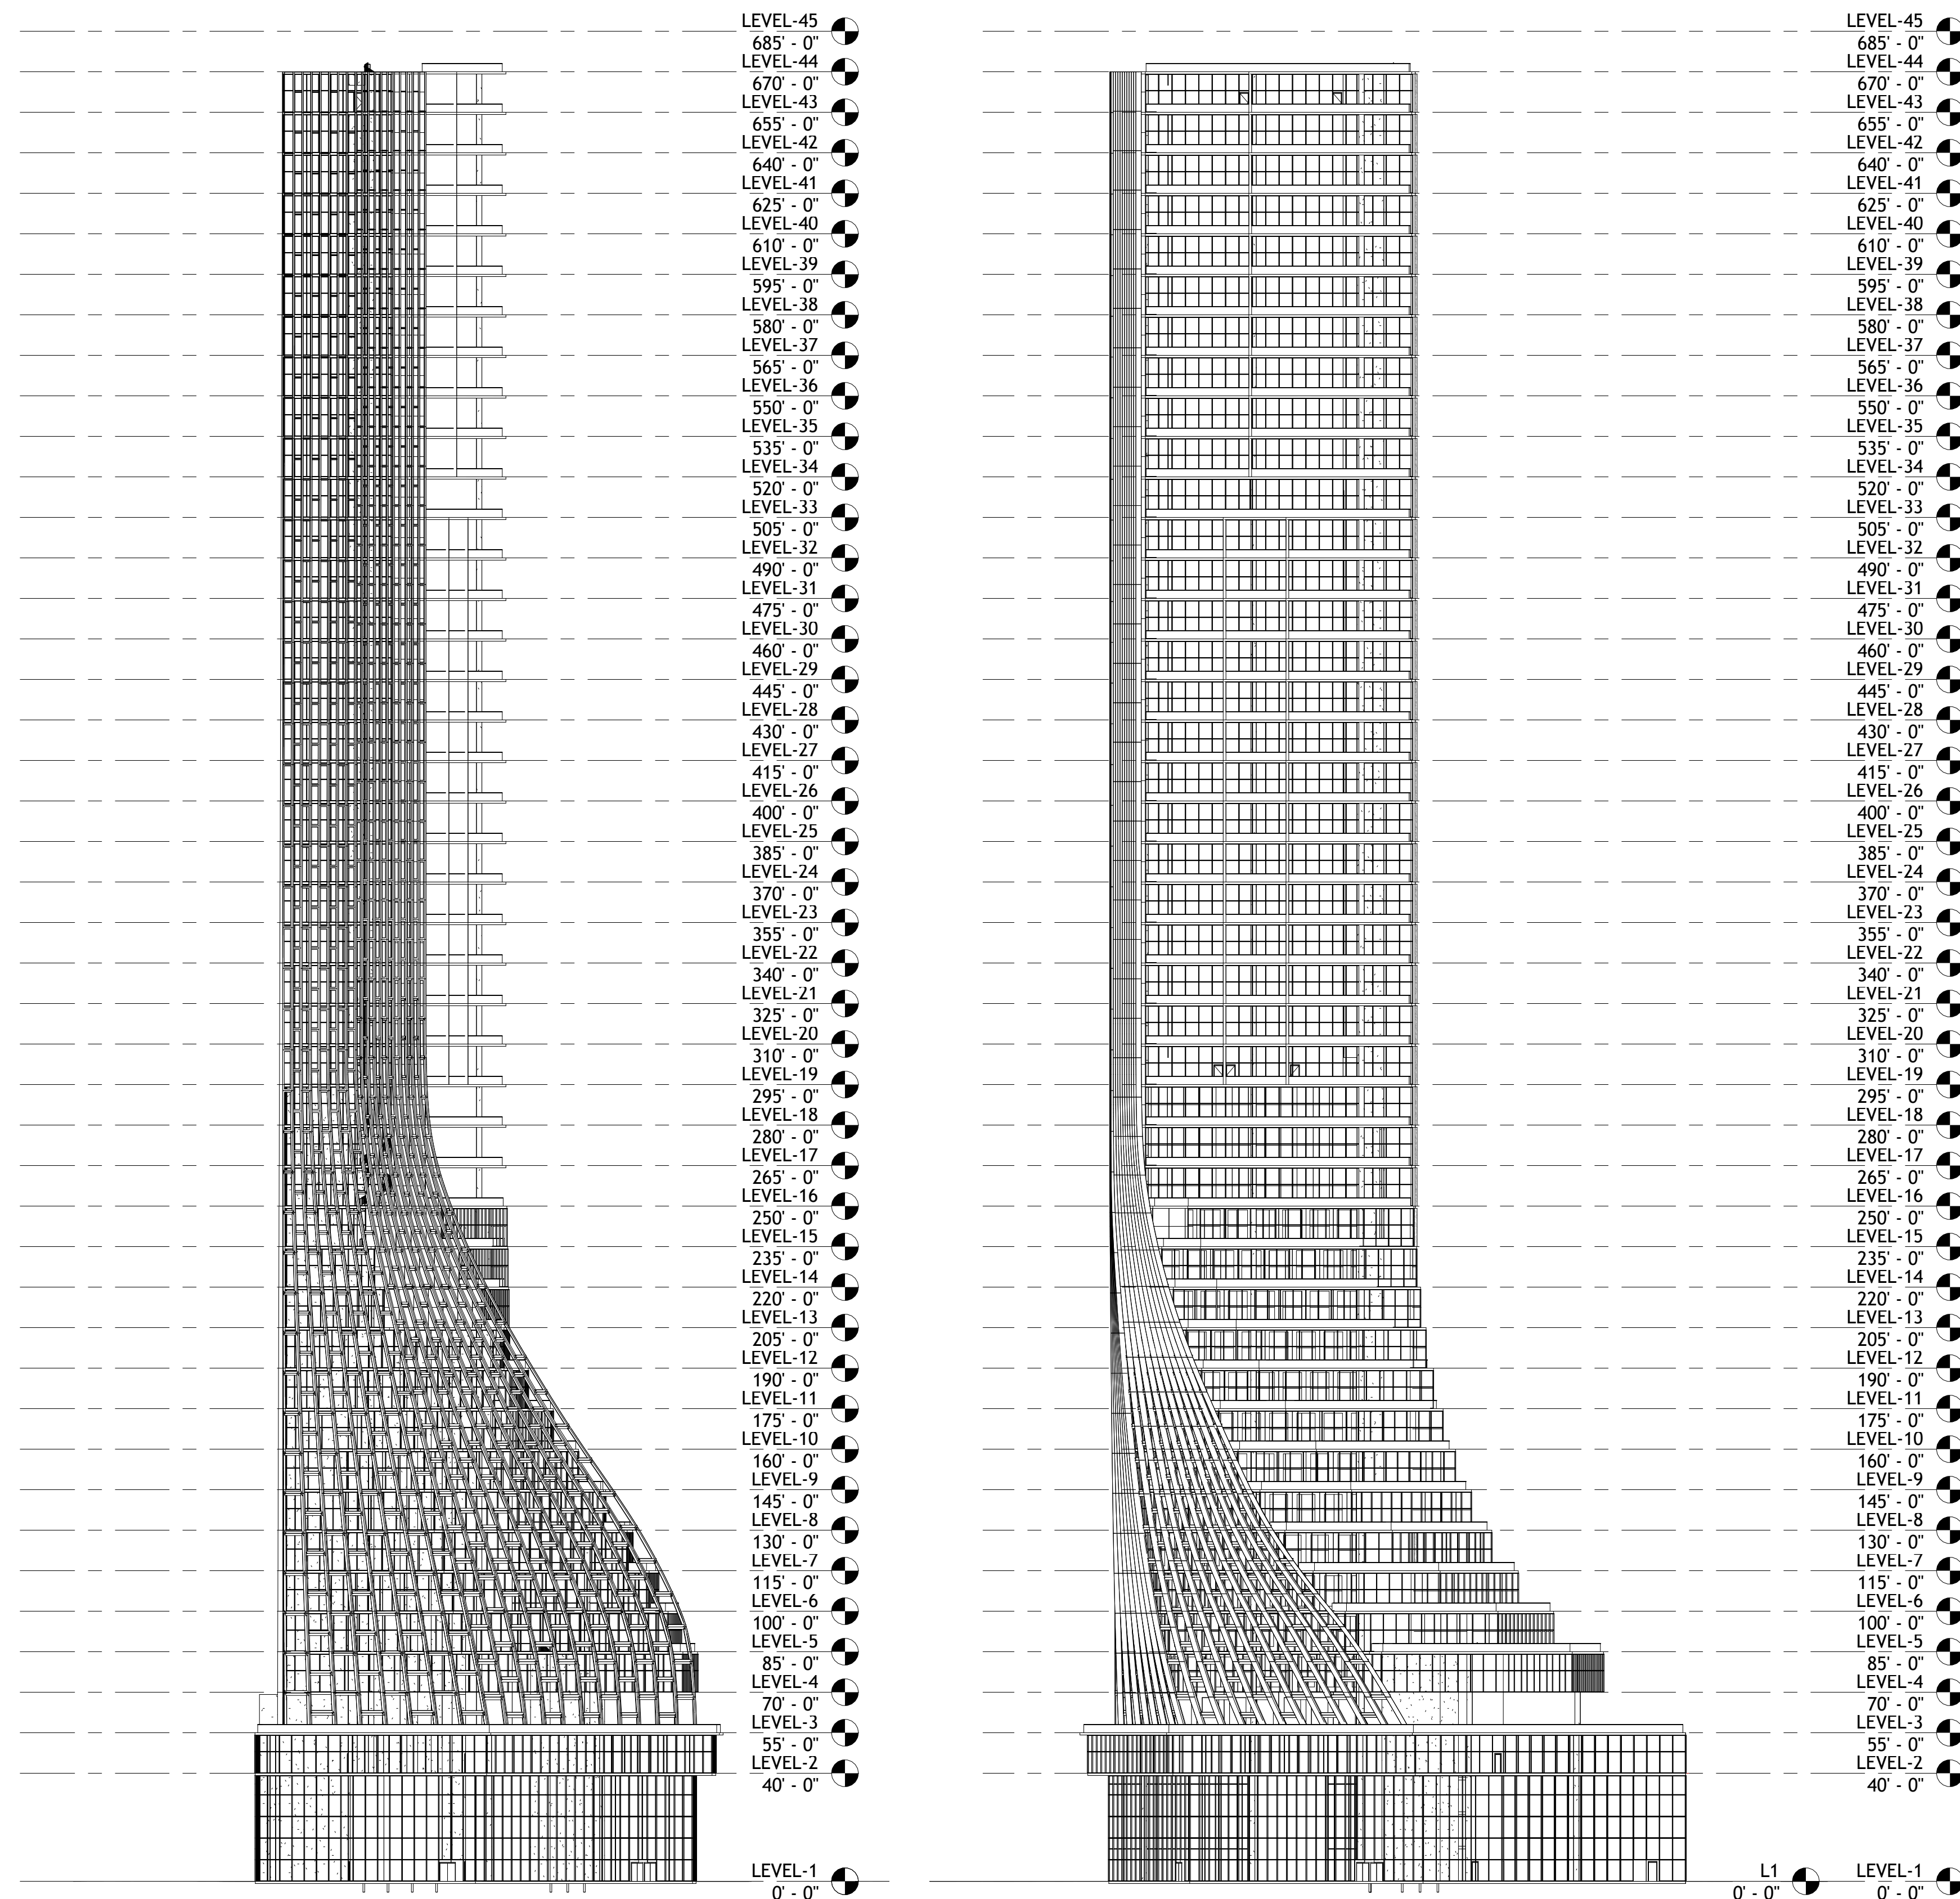 LEVEL-45
685' - 0"
LEVEL-44
670' - 0"
LEVEL-43
655' - 0"
LEVEL-42
640' - 0"
LEVEL-41
625' - 0"
LEVEL-40
610' - 0"
LEVEL-39
595' - 0"
LEVEL-38
580' - 0"
LEVEL-37
565' - 0"
LEVEL-36
550' - 0"
LEVEL-35
535' - 0"
LEVEL-34
520' - 0"
LEVEL-33
505' - 0"
LEVEL-32
490' - 0"
LEVEL-31
475' - 0"
LEVEL-30
460' - 0"
LEVEL-29
445' - 0"
LEVEL-28
430' - 0"
LEVEL-27
415' - 0"
LEVEL-26
400' - 0"
LEVEL-25
385' - 0"
LEVEL-24
370' - 0"
LEVEL-23
355' - 0"
LEVEL-22
340' - 0"
LEVEL-21
325' - 0"
LEVEL-20
310' - 0"
LEVEL-19
295' - 0"
LEVEL-18
280' - 0"
LEVEL-17
265' - 0"
LEVEL-16
250' - 0"
LEVEL-15
235' - 0"
LEVEL-14
220' - 0"
LEVEL-13
205' - 0"
LEVEL-12
190' - 0"
LEVEL-11
175' - 0"
LEVEL-10
160' - 0"
LEVEL-9
145' - 0"
LEVEL-8
130' - 0"
LEVEL-7
115' - 0"
LEVEL-6
100' - 0"
LEVEL-5
85' - 0"
LEVEL-4
70' - 0"
LEVEL-3
55' - 0"
LEVEL-2
40' - 0"
LEVEL-1
0' - 0"
LEVEL-45
685' - 0"
LEVEL-44
670' - 0"
LEVEL-43
655' - 0"
LEVEL-42
640' - 0"
LEVEL-41
625' - 0"
LEVEL-40
610' - 0"
LEVEL-39
595' - 0"
LEVEL-38
580' - 0"
LEVEL-37
565' - 0"
LEVEL-36
550' - 0"
LEVEL-35
535' - 0"
LEVEL-34
520' - 0"
LEVEL-33
505' - 0"
LEVEL-32
490' - 0"
LEVEL-31
475' - 0"
LEVEL-30
460' - 0"
LEVEL-29
445' - 0"
LEVEL-28
430' - 0"
LEVEL-27
415' - 0"
LEVEL-26
400' - 0"
LEVEL-25
385' - 0"
LEVEL-24
370' - 0"
LEVEL-23
355' - 0"
LEVEL-22
340' - 0"
LEVEL-21
325' - 0"
LEVEL-20
310' - 0"
LEVEL-19
295' - 0"
LEVEL-18
280' - 0"
LEVEL-17
265' - 0"
LEVEL-16
250' - 0"
LEVEL-15
235' - 0"
LEVEL-14
220' - 0"
LEVEL-13
205' - 0"
LEVEL-12
190' - 0"
LEVEL-11
175' - 0"
LEVEL-10
160' - 0"
LEVEL-9
145' - 0"
LEVEL-8
130' - 0"
LEVEL-7
115' - 0"
LEVEL-6
100' - 0"
LEVEL-5
85' - 0"
LEVEL-4
70' - 0"
LEVEL-3
55' - 0"
LEVEL-2
40' - 0"
L1
0' - 0"
LEVEL-1
0' - 0"